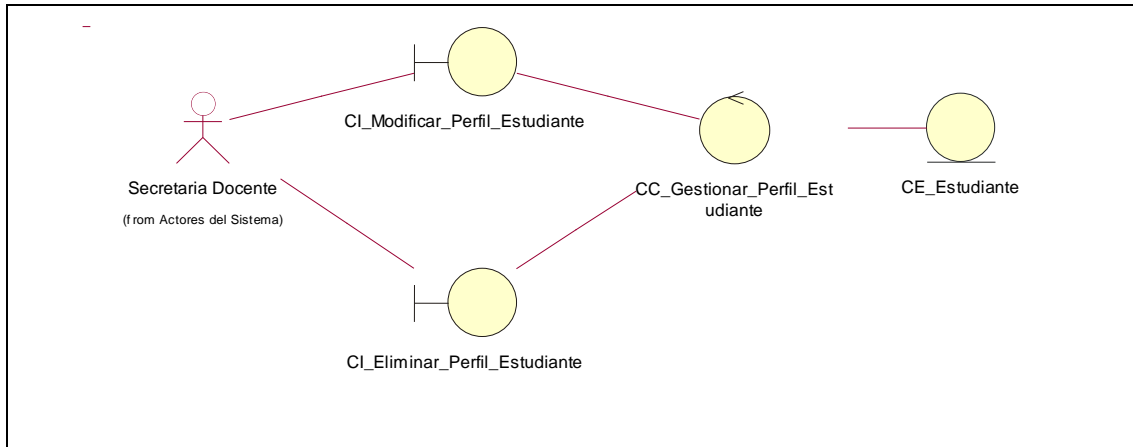 CI_Modificar_Perfil_Estudiante
Secretaria Docente
(from Actores del Sistema)
CC_Gestionar_Perfil_Est
udiante
CE_Estudiante
CI_Eliminar_Perfil_Estudiante